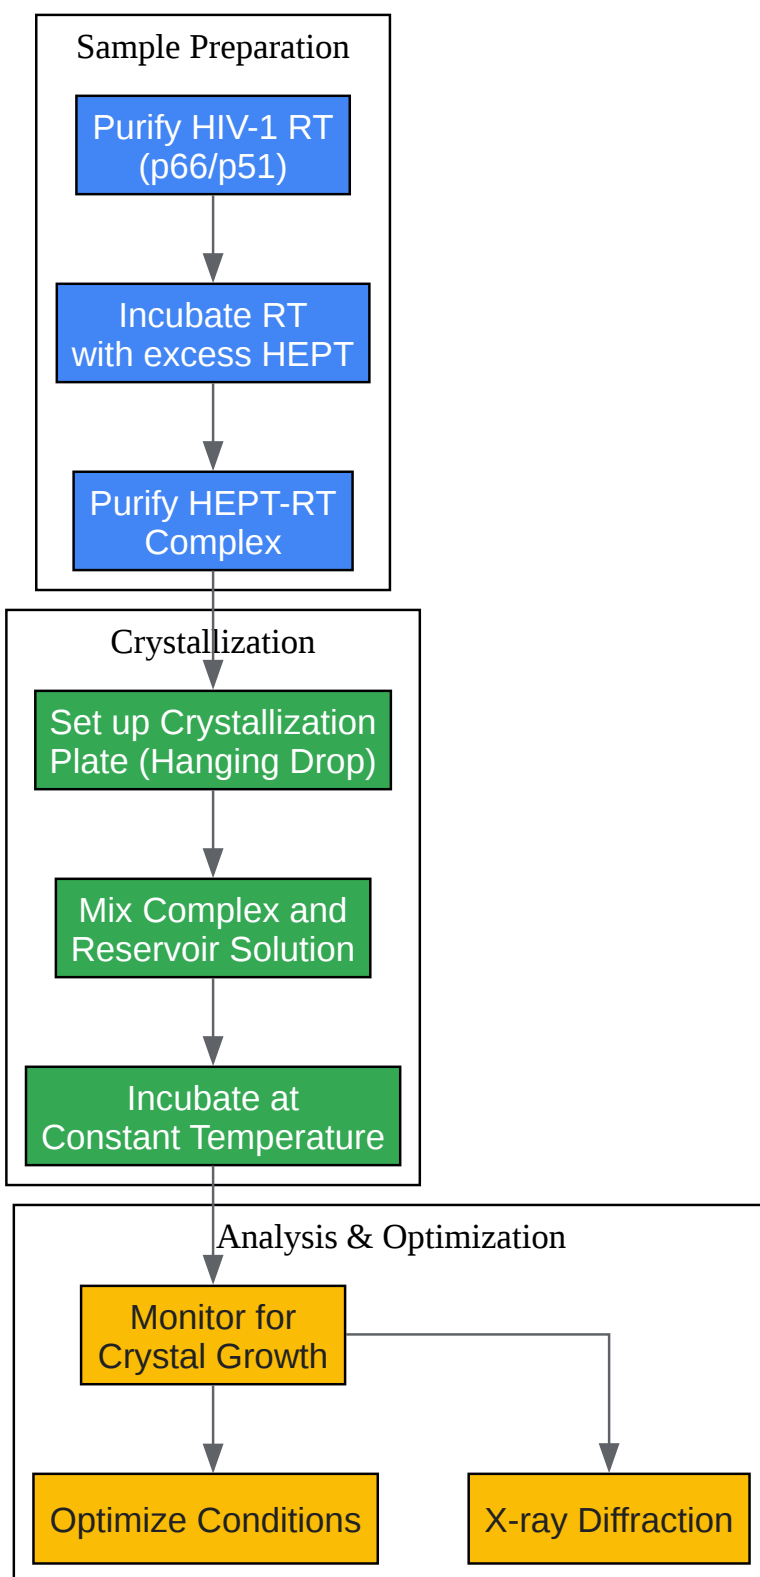 Sample Preparation
Purify HIV-1 RT
(p66/p51)
Incubate RT
with excess HEPT
Purify HEPT-RT
Complex
Crystallization
Set up Crystallization
Plate (Hanging Drop)
Mix Complex and
Reservoir Solution
Incubate at
Constant Temperature
Analysis & Optimization
Monitor for
Crystal Growth
Optimize Conditions
X-ray Diffraction